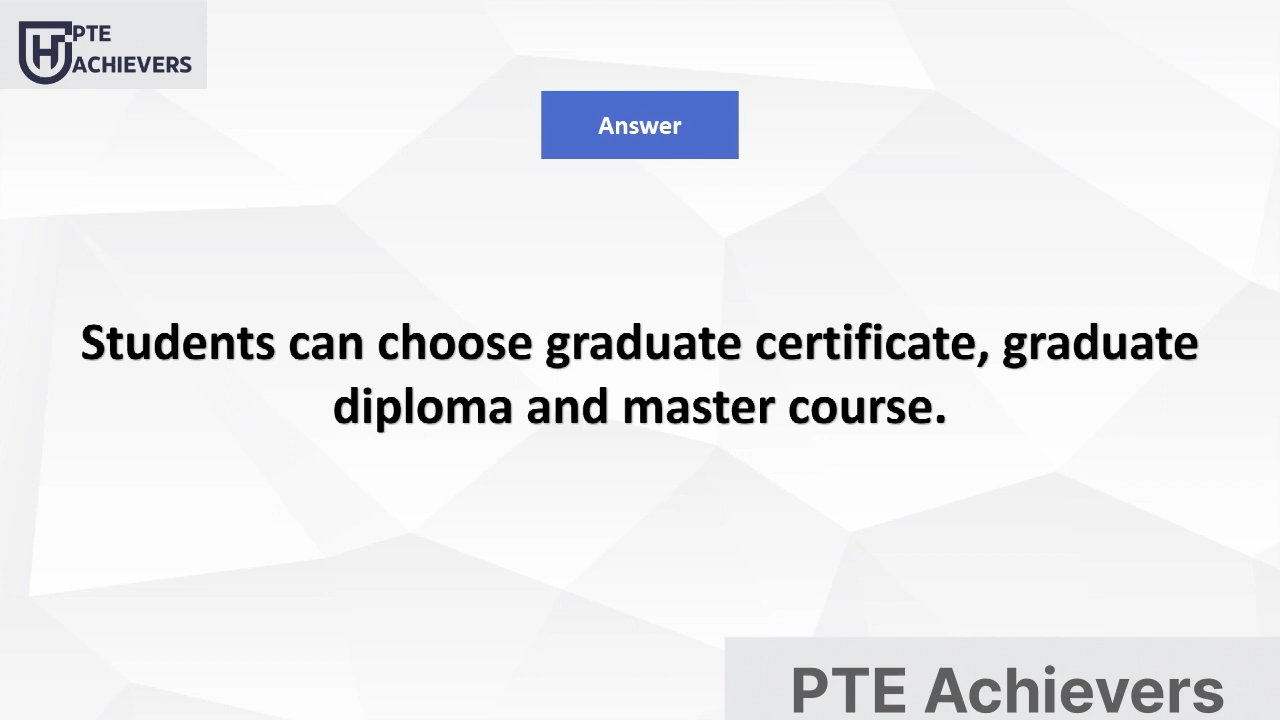 PTE
ACHIEVERS
Answer
Students can choose graduate certificate, graduate
diploma and master course.
PTE Achievers